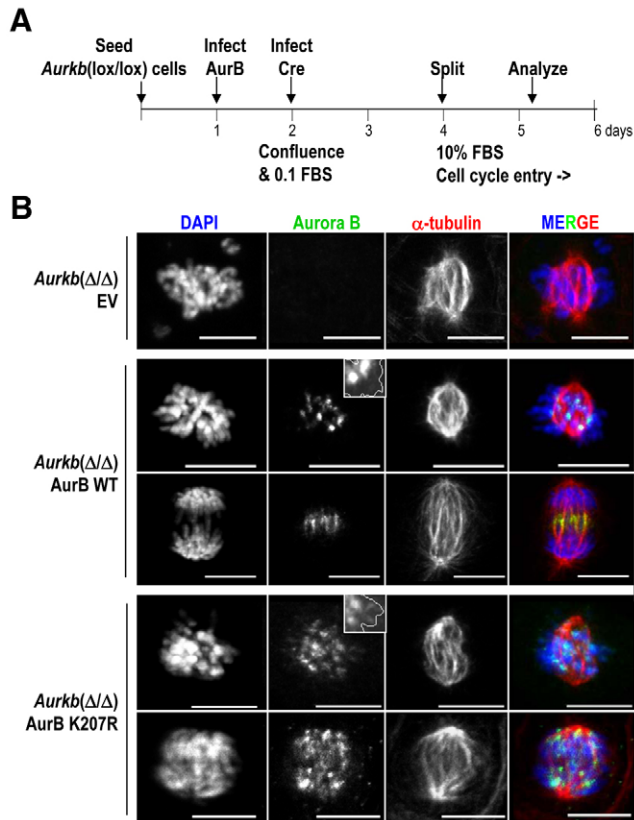 A
Seed
Aurkb(lox/lox) cells
Infect
AurB
Infect
Cre
Split
Analyze
1
2
3
4
5
6 days
Confluence
& 0.1 FBS
10% FBS
Cell cycle entry ->
B
DAPI
Aurora B
α-tubulin
MERGE
Aurkb(Δ/Δ)
EV
Aurkb(Δ/Δ)
AurB WT
Aurkb(Δ/Δ)
AurB K207R